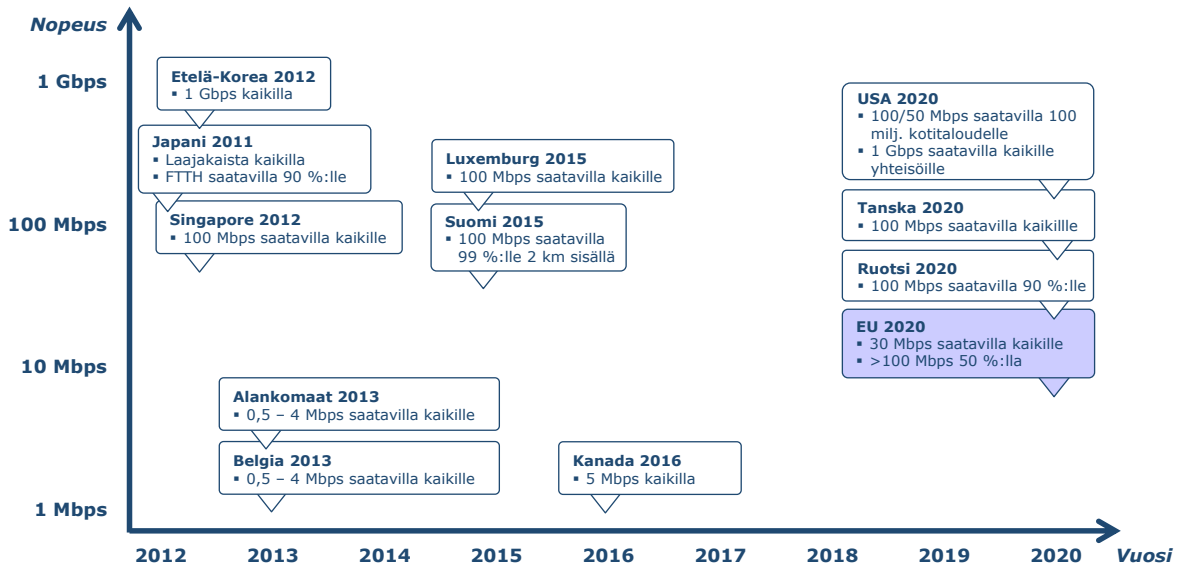 Nopeus
1 Gbps
100 Mbps
10 Mbps
1 Mbps
Etelä-Korea 2012
▪ 1 Gbps kaikilla
Japani 2011
▪ Laajakaista kaikilla
▪ FTTH saatavilla 90 %:lle
Singapore 2012
▪ 100 Mbps saatavilla kaikille
Alankomaat 2013
▪ 0,5 – 4 Mbps saatavilla kaikille
Belgia 2013
▪ 0,5 – 4 Mbps saatavilla kaikille
Luxemburg 2015
▪ 100 Mbps saatavilla kaikille
Suomi 2015
▪ 100 Mbps saatavilla
99 %:lle 2 km sisällä
Kanada 2016
▪ 5 Mbps kaikilla
USA 2020
▪ 100/50 Mbps saatavilla 100
milj. kotitaloudelle
▪ 1 Gbps saatavilla kaikille
yhteisöille
Tanska 2020
▪ 100 Mbps saatavilla kaikillle
Ruotsi 2020
▪ 100 Mbps saatavilla 90 %:lle
EU 2020
▪ 30 Mbps saatavilla kaikille
▪ >100 Mbps 50 %:lla
2012 2013 2014 2015 2016 2017 2018 2019 2020 Vuosi